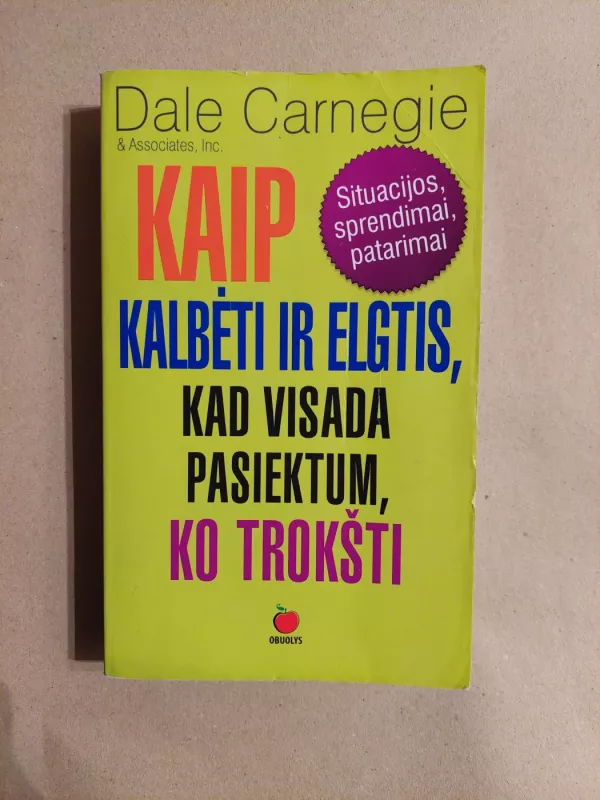 Dale Carnegie
& Associates, Inc.
KAIP
Situacijos,
sprendimai,
patarimai
KALBĖTI IR ELGTIS,
KAD VISADA
PASIEKTUM,
KO TROKŠTI
OBUOLYS